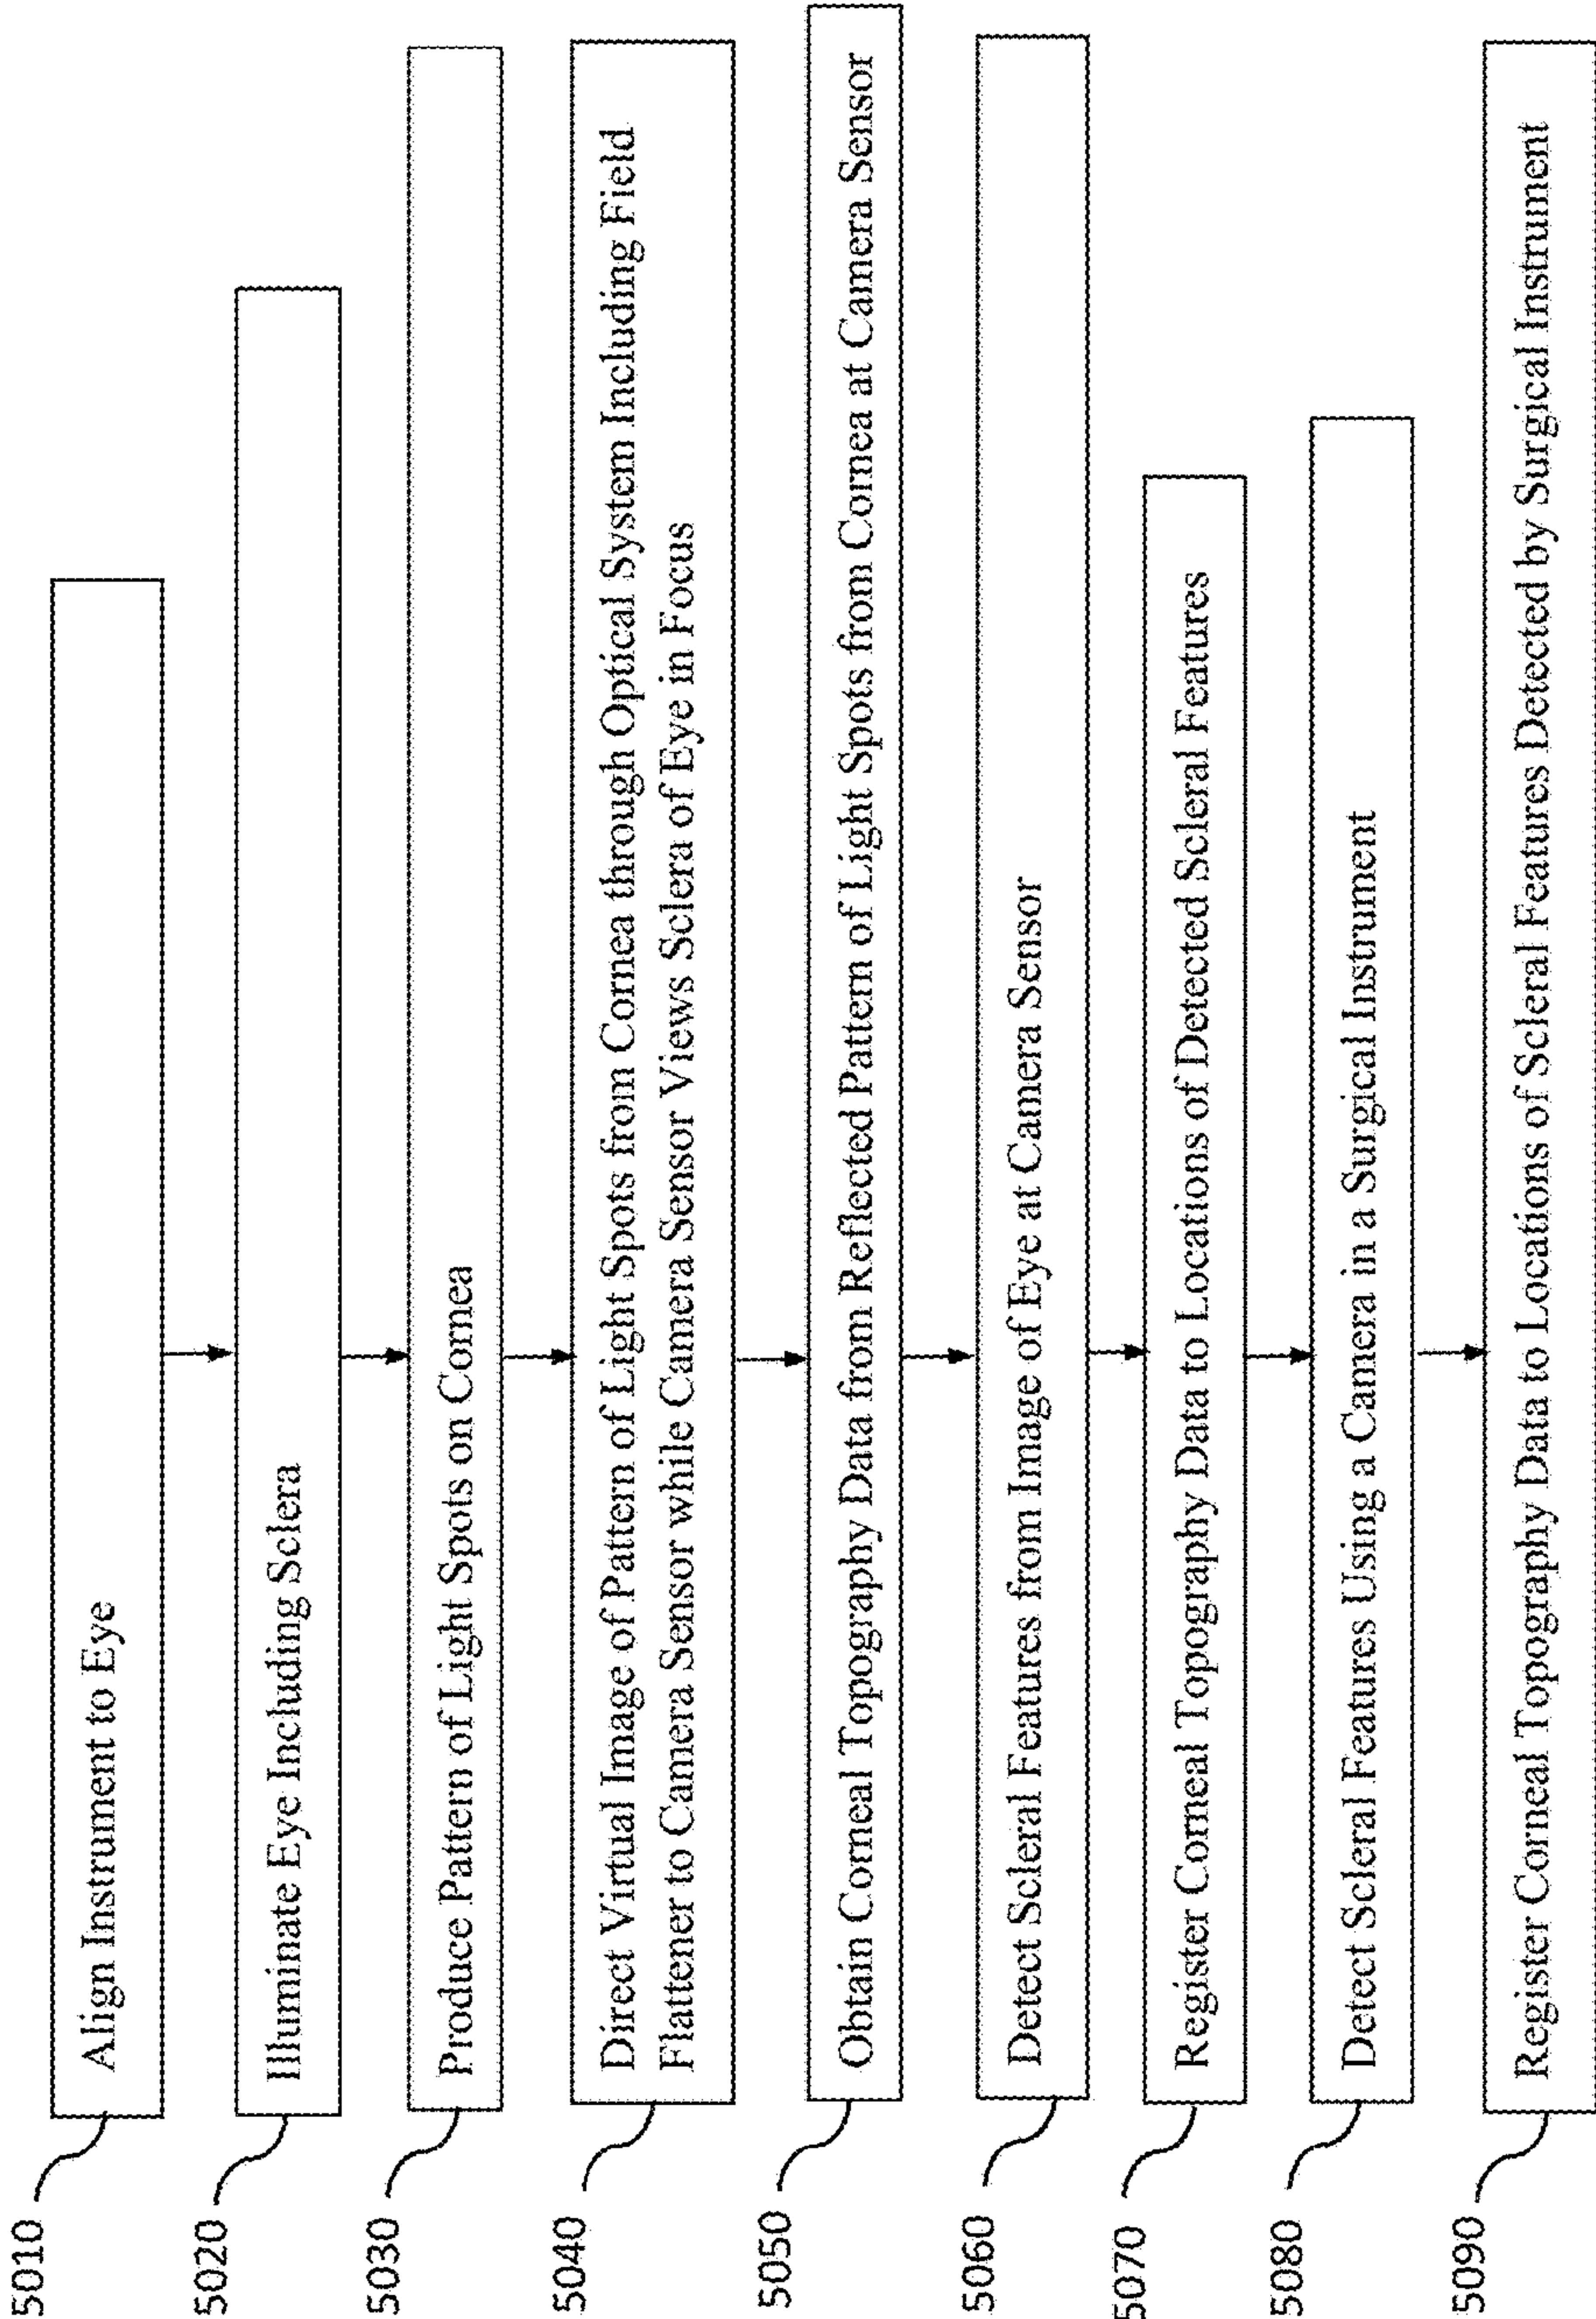 5010
Align Instrument to Eye
5020
Illuminate Eye Including Sclera
5030
Produce Pattern of Light Spots on Cornea
5040
Direct Virtual Image of Pattern of Light Spots from Cornea through Optical System Including Field
Flattener to Camera Sensor while Camera Sensor Views Sclera of Eye in Focus
5050
Obtain Corneal Topography Data from Reflected Pattern of Light Spots from Cornea at Camera Sensor
5060
Detect Scleral Features from Image of Eye at Camera Sensor
5070
Register Corneal Topography Data to Locations of Detected Scleral Features
5080
Detect Scleral Features Using a Camera in a Surgical Instrument
5090
Register Corneal Topography Data to Locations of Scleral Features Detected by Surgical Instrument